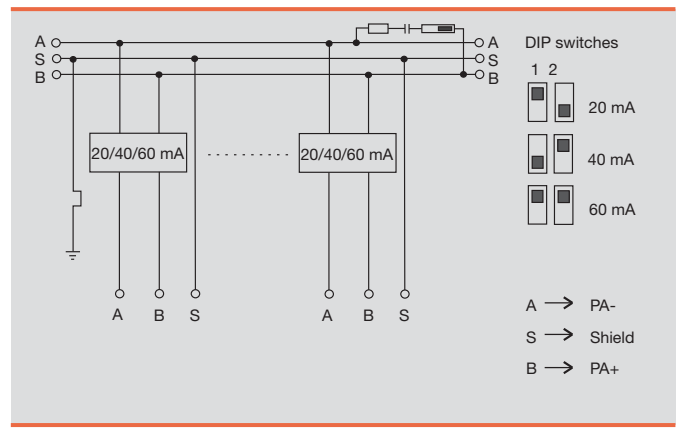 A A DIP switches
S S
B B
1 2
20 mA
20/40/60 mA 20/40/60 mA
40 mA
60 mA
A B S A B S
A PA-
S Shield
B PA+